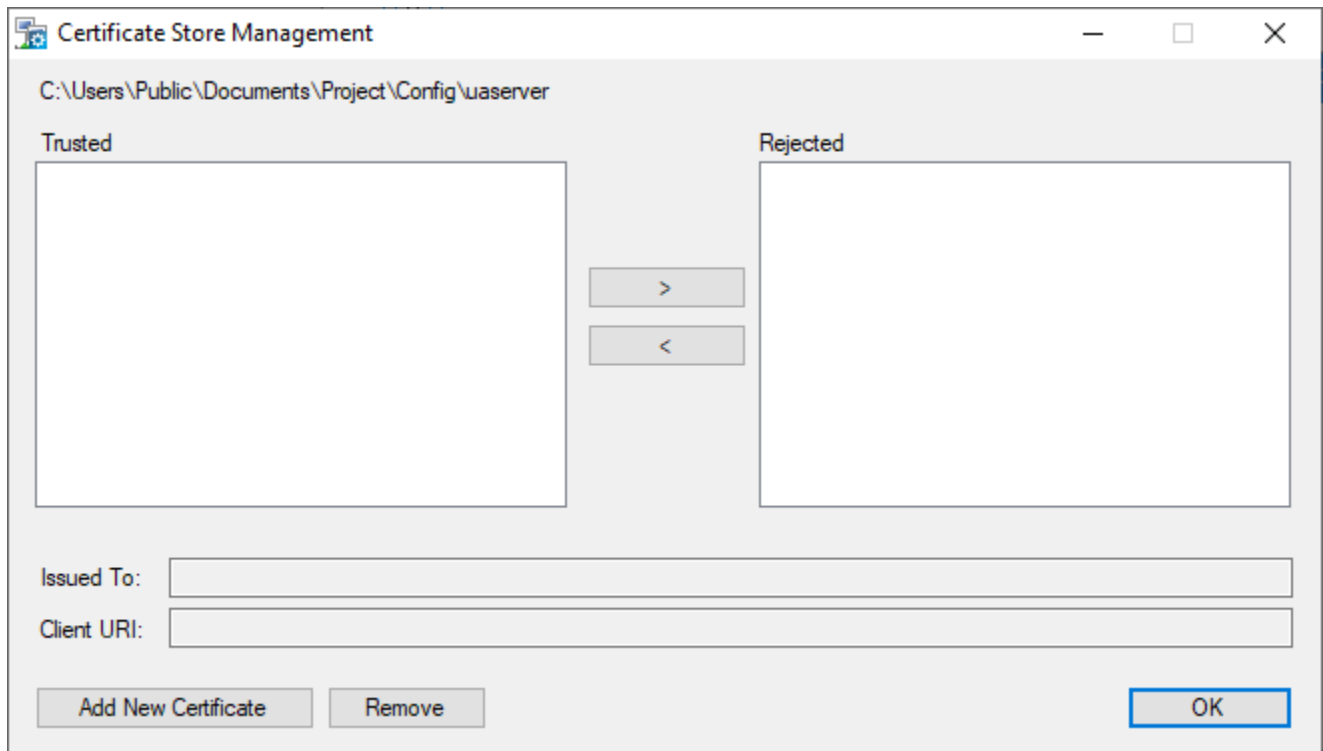 Certificate Store Management
C:\Users\Public\Documents\Project\Config\uaserver
Trusted
Rejected
>
<
Issued To:
Client URI:
Add New Certificate
Remove
OK